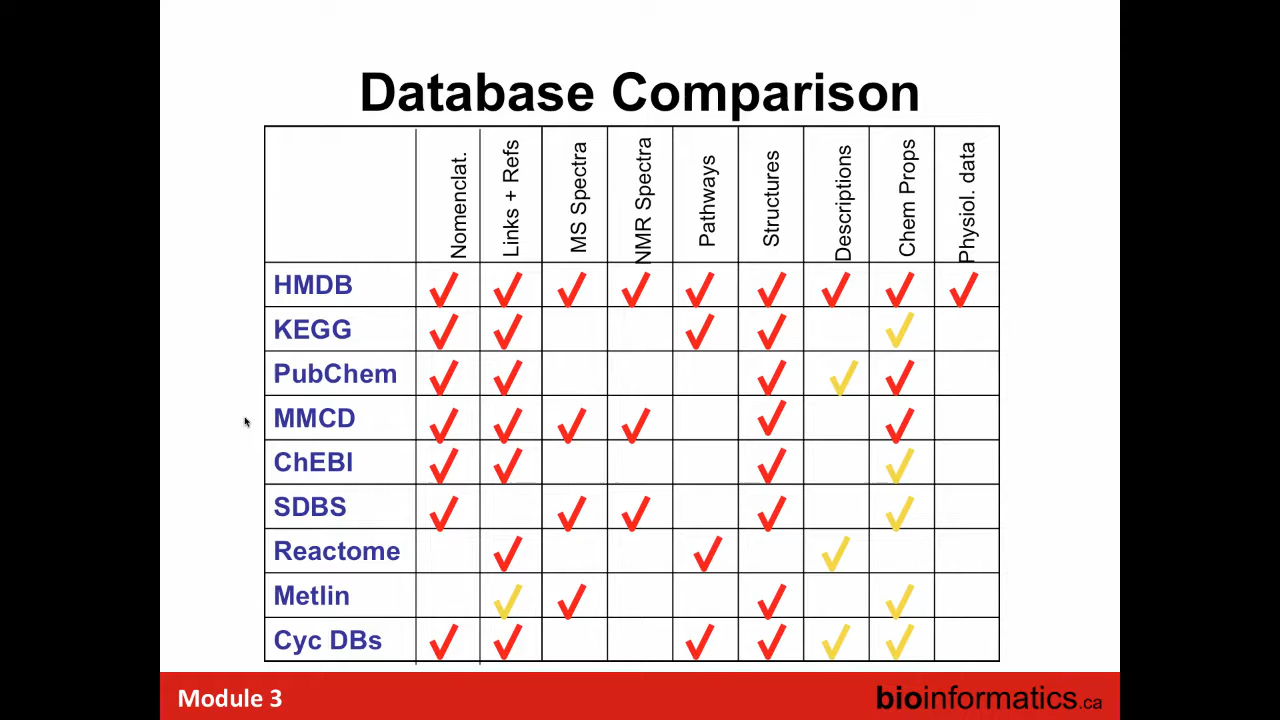 Database Comparison
Nomenclat.
Links + Refs
MS Spectra
NMR Spectra
Pathways
Structures
Descriptions
Chem Props
Physiol. data
HMDB
KEGG
PubChem
MMCD
ChEBI
SDBS
Reactome
Metlin
Cyc DBs
Module 3
bioinformatics.ca